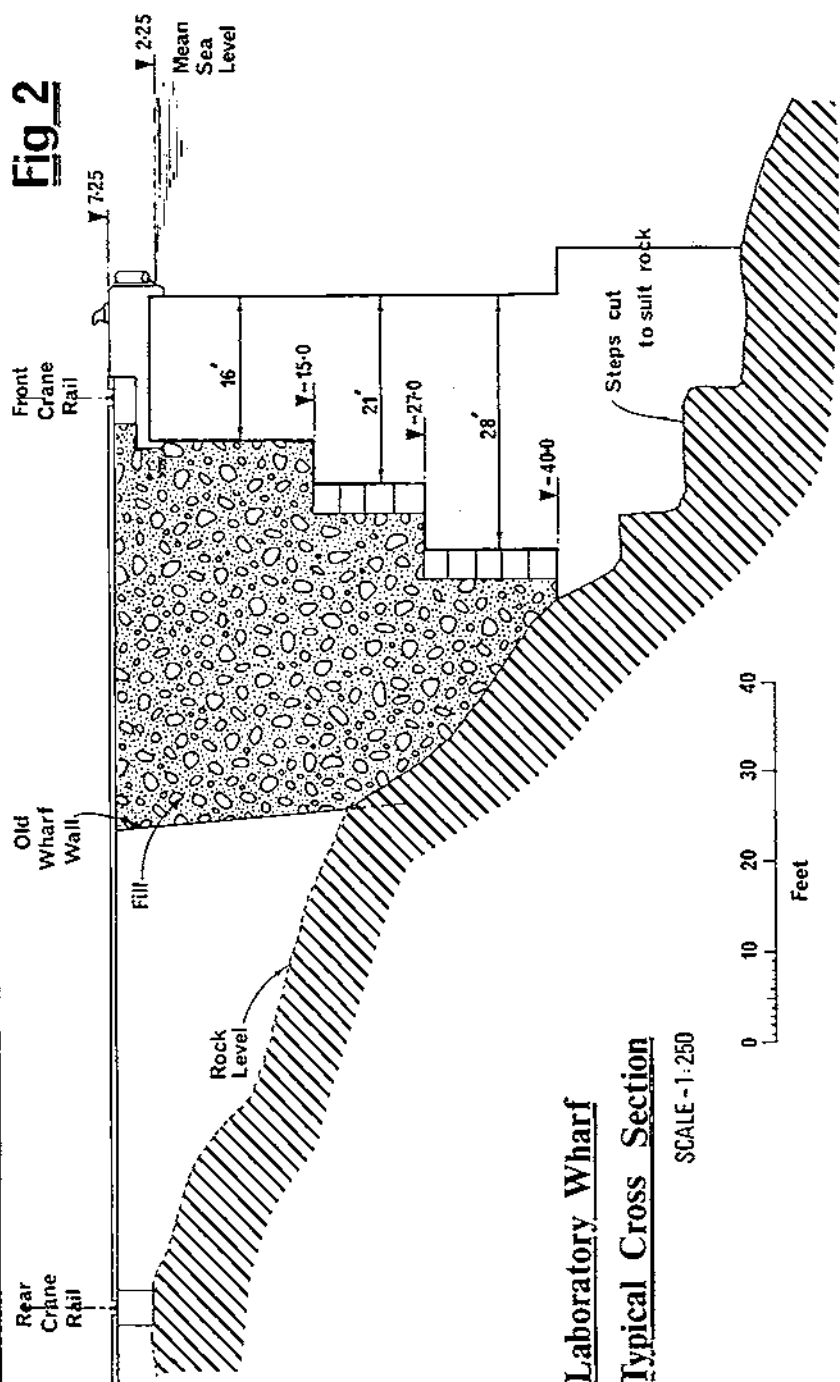 Fig 2
Rear
Crane
Rail
Old
Wharf
Wall
Front
Crane
Rail
▼ 7·25
▼ 2·25
Mean
Sea
Level
Fill
16'
▼-15·0
21'
▼-27·0
28'
▼-40·0
Rock
Level
Steps cut
to suit rock
Laboratory Wharf
Typical Cross Section
SCALE-1:250
0 10 20 30 40
Feet